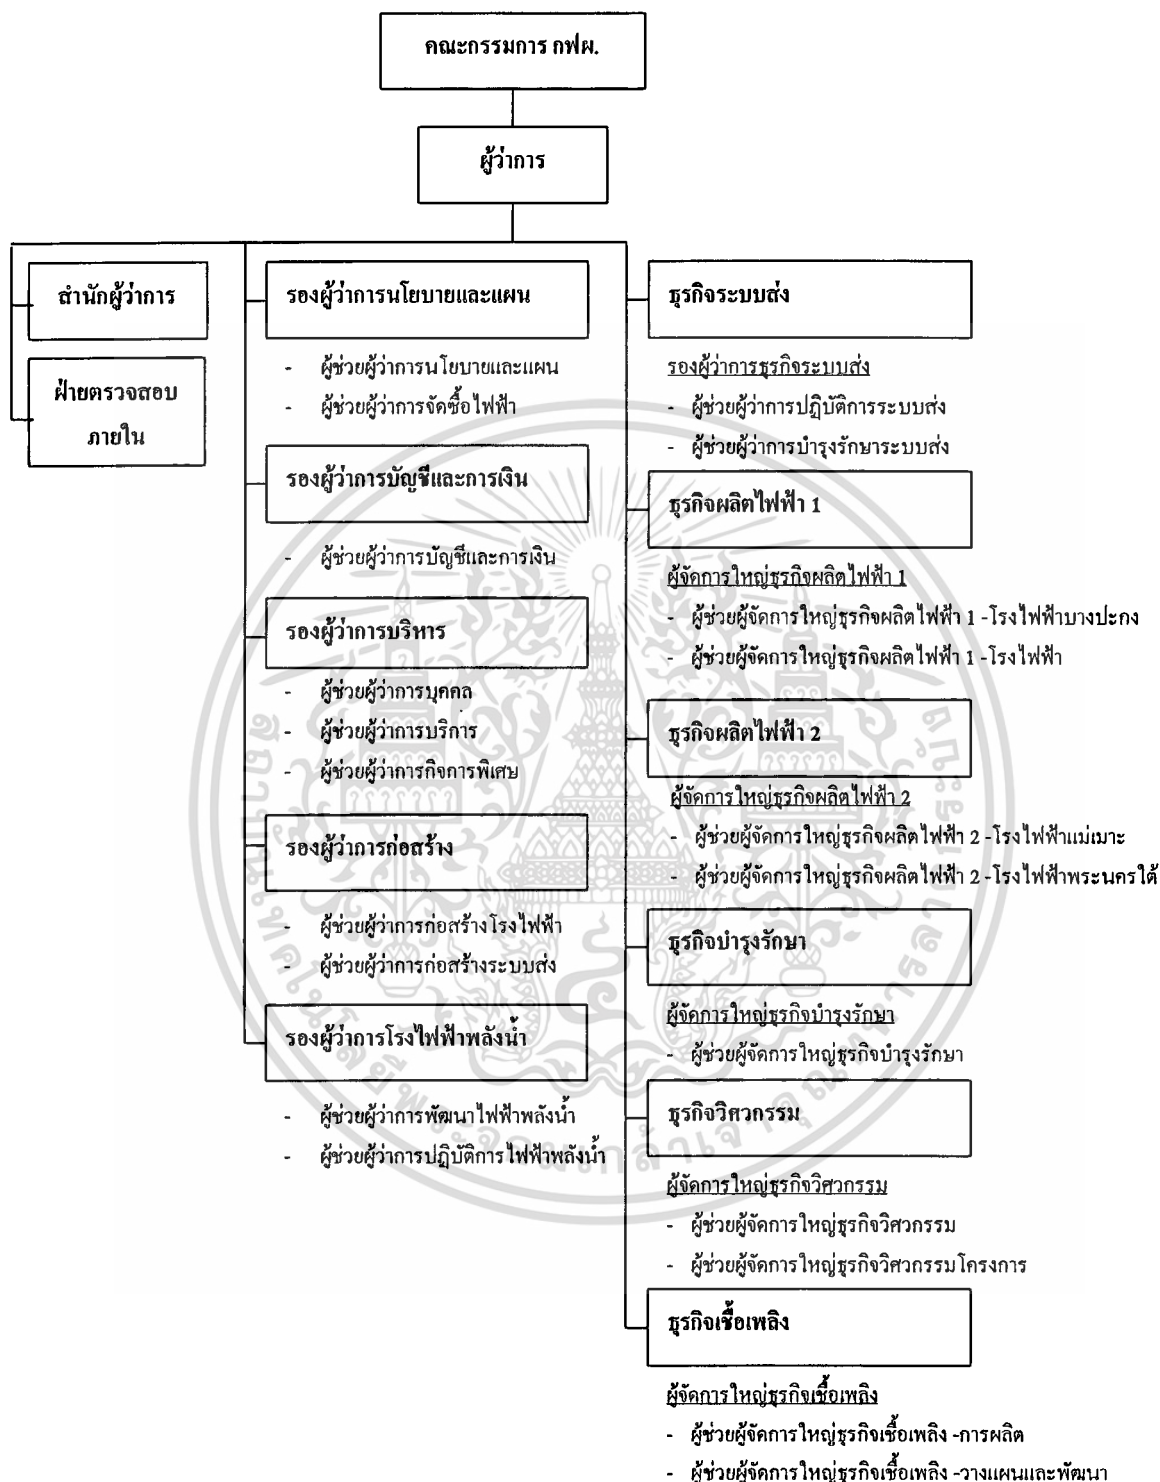 คณะกรรมการ กฟผ.
ผู้ว่าการ
สำนักผู้ว่าการ
ฝ่ายตรวจสอบ
ภายใน
รองผู้ว่าการนโยบายและแผน
- ผู้ช่วยผู้ว่าการนโยบายและแผน
- ผู้ช่วยผู้ว่าการจัดซื้อไฟฟ้า
รองผู้ว่าการบัญชีและการเงิน
- ผู้ช่วยผู้ว่าการบัญชีและการเงิน
รองผู้ว่าการบริหาร
- ผู้ช่วยผู้ว่าการบุคคล
- ผู้ช่วยผู้ว่าการบริการ
- ผู้ช่วยผู้ว่าการกิจการพิเศษ
รองผู้ว่าการก่อสร้าง
- ผู้ช่วยผู้ว่าการก่อสร้างโรงไฟฟ้า
- ผู้ช่วยผู้ว่าการก่อสร้างระบบส่ง
รองผู้ว่าการโรงไฟฟ้าพลังน้ำ
- ผู้ช่วยผู้ว่าการพัฒนาไฟฟ้าพลังน้ำ
- ผู้ช่วยผู้ว่าการปฏิบัติการไฟฟ้าพลังน้ำ
ธุรกิจระบบส่ง
รองผู้ว่าการธุรกิจระบบส่ง
- ผู้ช่วยผู้ว่าการปฏิบัติการระบบส่ง
- ผู้ช่วยผู้ว่าการบำรุงรักษาระบบส่ง
ธุรกิจผลิตไฟฟ้า 1
ผู้จัดการใหญ่ธุรกิจผลิตไฟฟ้า 1
- ผู้ช่วยผู้จัดการใหญ่ธุรกิจผลิตไฟฟ้า 1 -โรงไฟฟ้าบางปะกง
- ผู้ช่วยผู้จัดการใหญ่ธุรกิจผลิตไฟฟ้า 1 -โรงไฟฟ้า
ธุรกิจผลิตไฟฟ้า 2
ผู้จัดการใหญ่ธุรกิจผลิตไฟฟ้า 2
- ผู้ช่วยผู้จัดการใหญ่ธุรกิจผลิตไฟฟ้า 2 -โรงไฟฟ้าแม่เมาะ
- ผู้ช่วยผู้จัดการใหญ่ธุรกิจผลิตไฟฟ้า 2 -โรงไฟฟ้าพระนครใต้
ธุรกิจบำรุงรักษา
ผู้จัดการใหญ่ธุรกิจบำรุงรักษา
- ผู้ช่วยผู้จัดการใหญ่ธุรกิจบำรุงรักษา
ธุรกิจวิศวกรรม
ผู้จัดการใหญ่ธุรกิจวิศวกรรม
- ผู้ช่วยผู้จัดการใหญ่ธุรกิจวิศวกรรม
- ผู้ช่วยผู้จัดการใหญ่ธุรกิจวิศวกรรมโครงการ
ธุรกิจเชื้อเพลิง
ผู้จัดการใหญ่ธุรกิจเชื้อเพลิง
- ผู้ช่วยผู้จัดการใหญ่ธุรกิจเชื้อเพลิง -การผลิต
- ผู้ช่วยผู้จัดการใหญ่ธุรกิจเชื้อเพลิง -วางแผนและพัฒนา
สถาบันเทคโนโลยีพระจอมเกล้าเจ้าคุณทหารลาดกระบัง